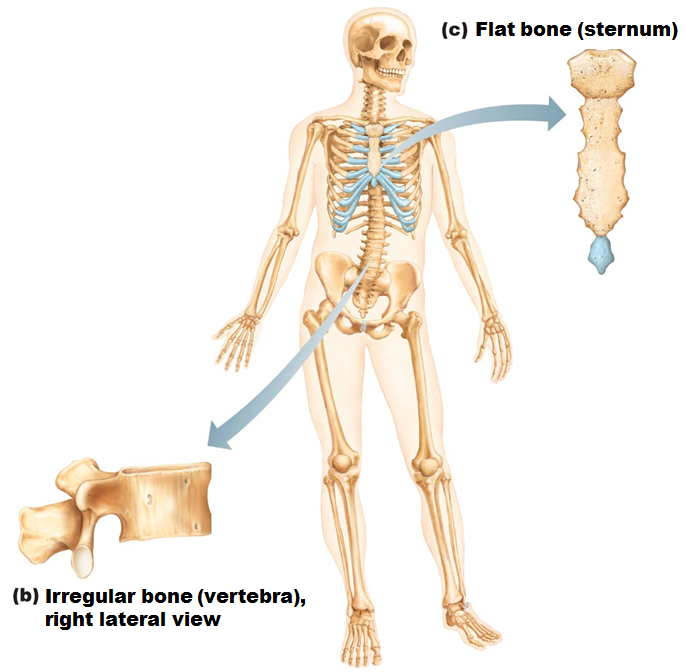 (c) Flat bone (sternum)
(b) Irregular bone (vertebra),
right lateral view